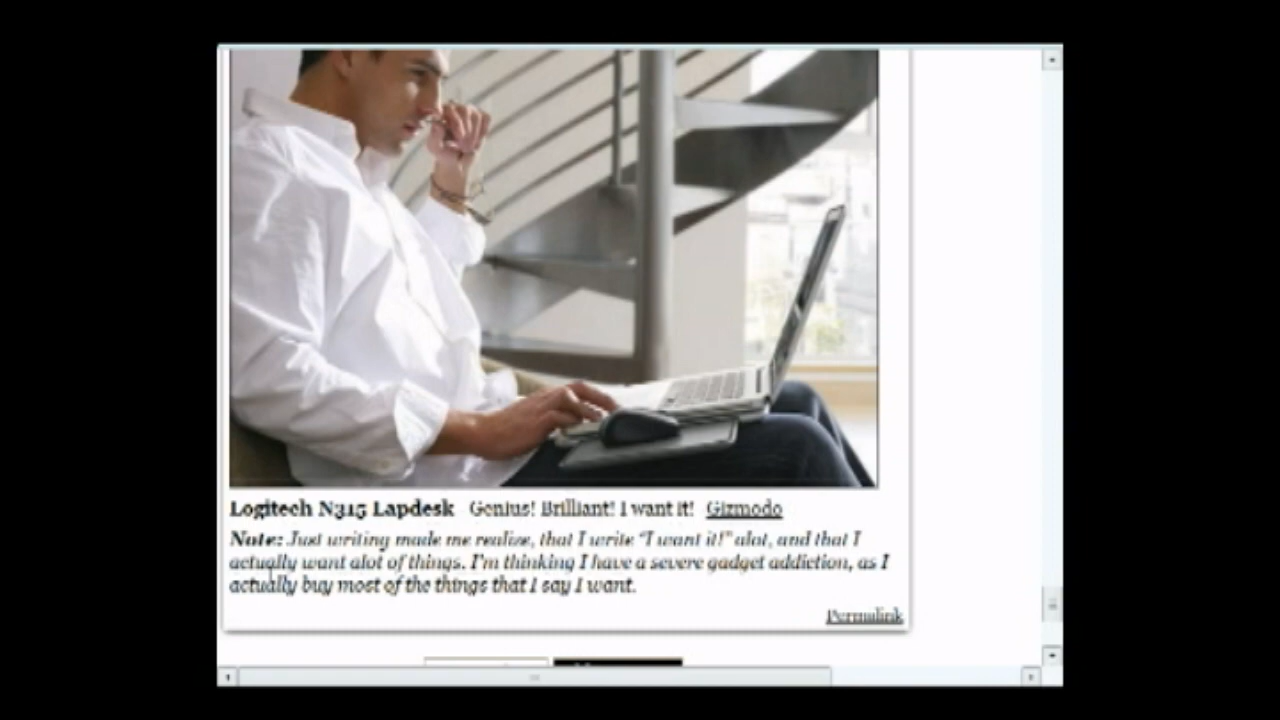 Logitech N315 Lapdesk Genius! Brilliant! I want it! Gizmodo
Note: Just writing made me realize, that I write "I want it!" alot, and that I
actually want alot of things. I'm thinking I have a severe gadget addiction, as I
actually buy most of the things that I say I want.
Permalink